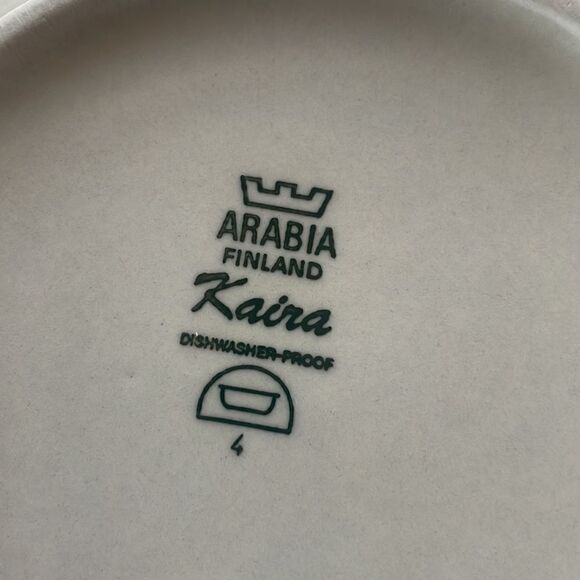 ARABIA
FINLAND
Kaira
DISHWASHER-PROOF
4